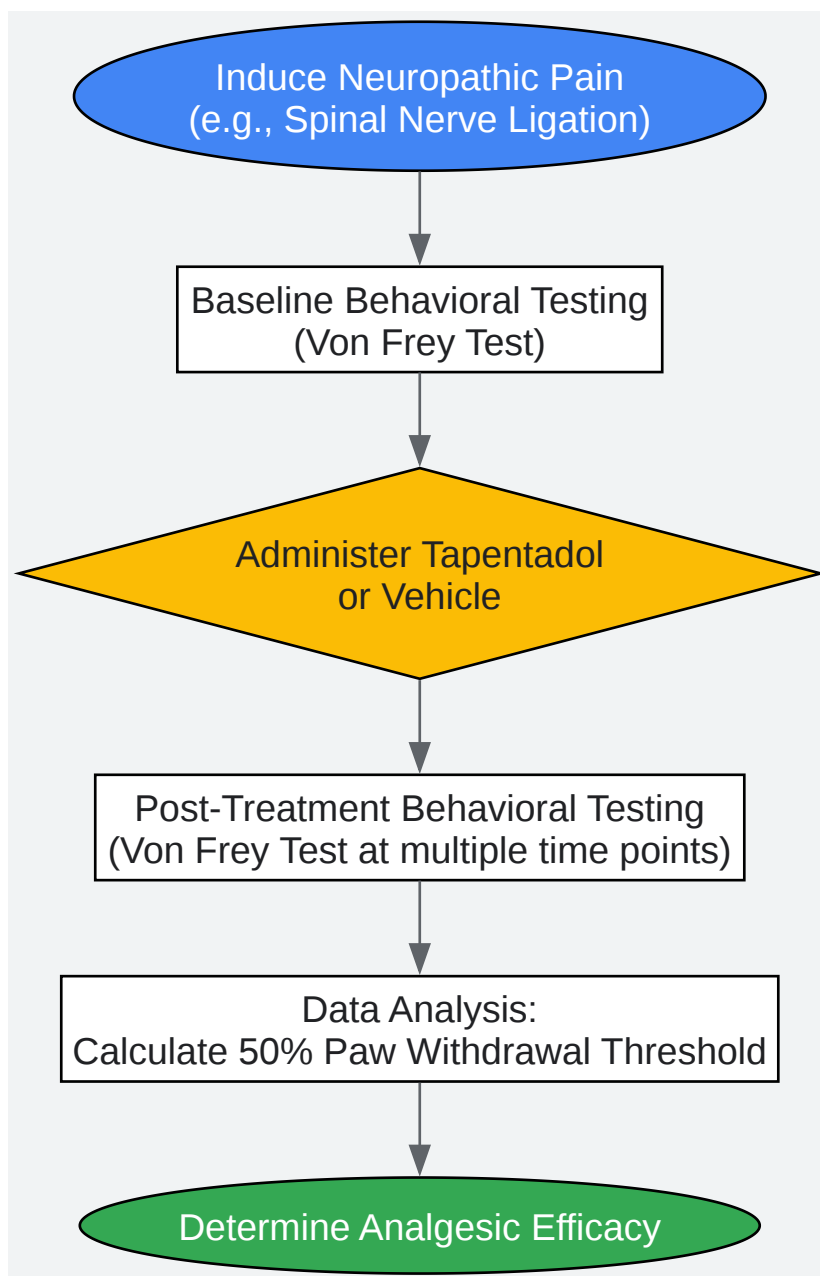 Induce Neuropathic Pain
(e.g., Spinal Nerve Ligation)
Baseline Behavioral Testing
(Von Frey Test)
Administer Tapentadol
or Vehicle
Post-Treatment Behavioral Testing
(Von Frey Test at multiple time points)
Data Analysis:
Calculate 50% Paw Withdrawal Threshold
Determine Analgesic Efficacy